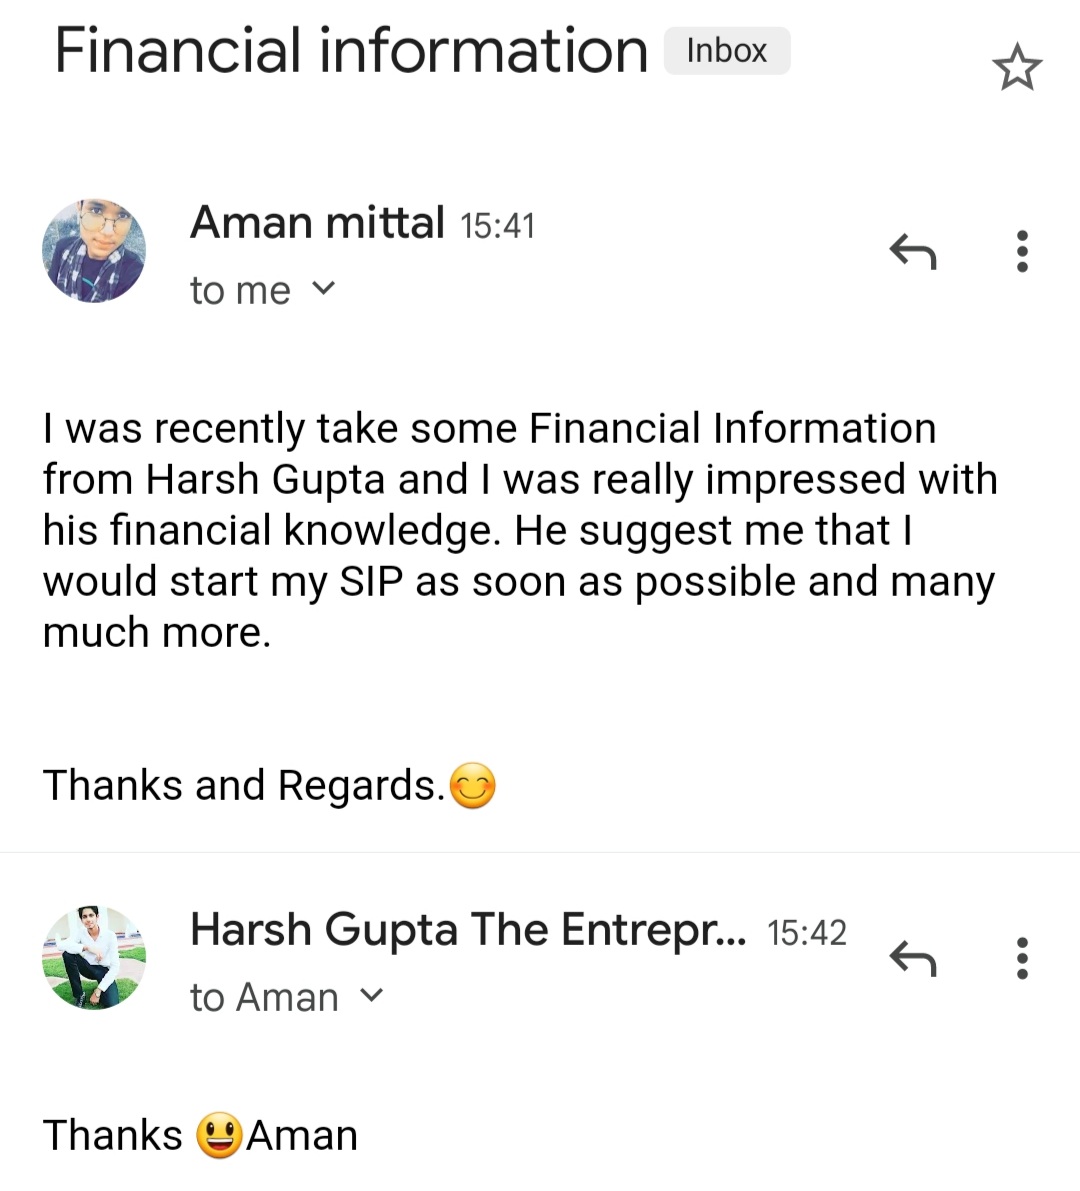 Financial information Inbox
Aman mittal 15:41
to me
I was recently take some Financial Information
from Harsh Gupta and I was really impressed with
his financial knowledge. He suggest me that I
would start my SIP as soon as possible and many
much more.
Thanks and Regards.😊
Harsh Gupta The Entrepr... 15:42
to Aman
Thanks 😃Aman